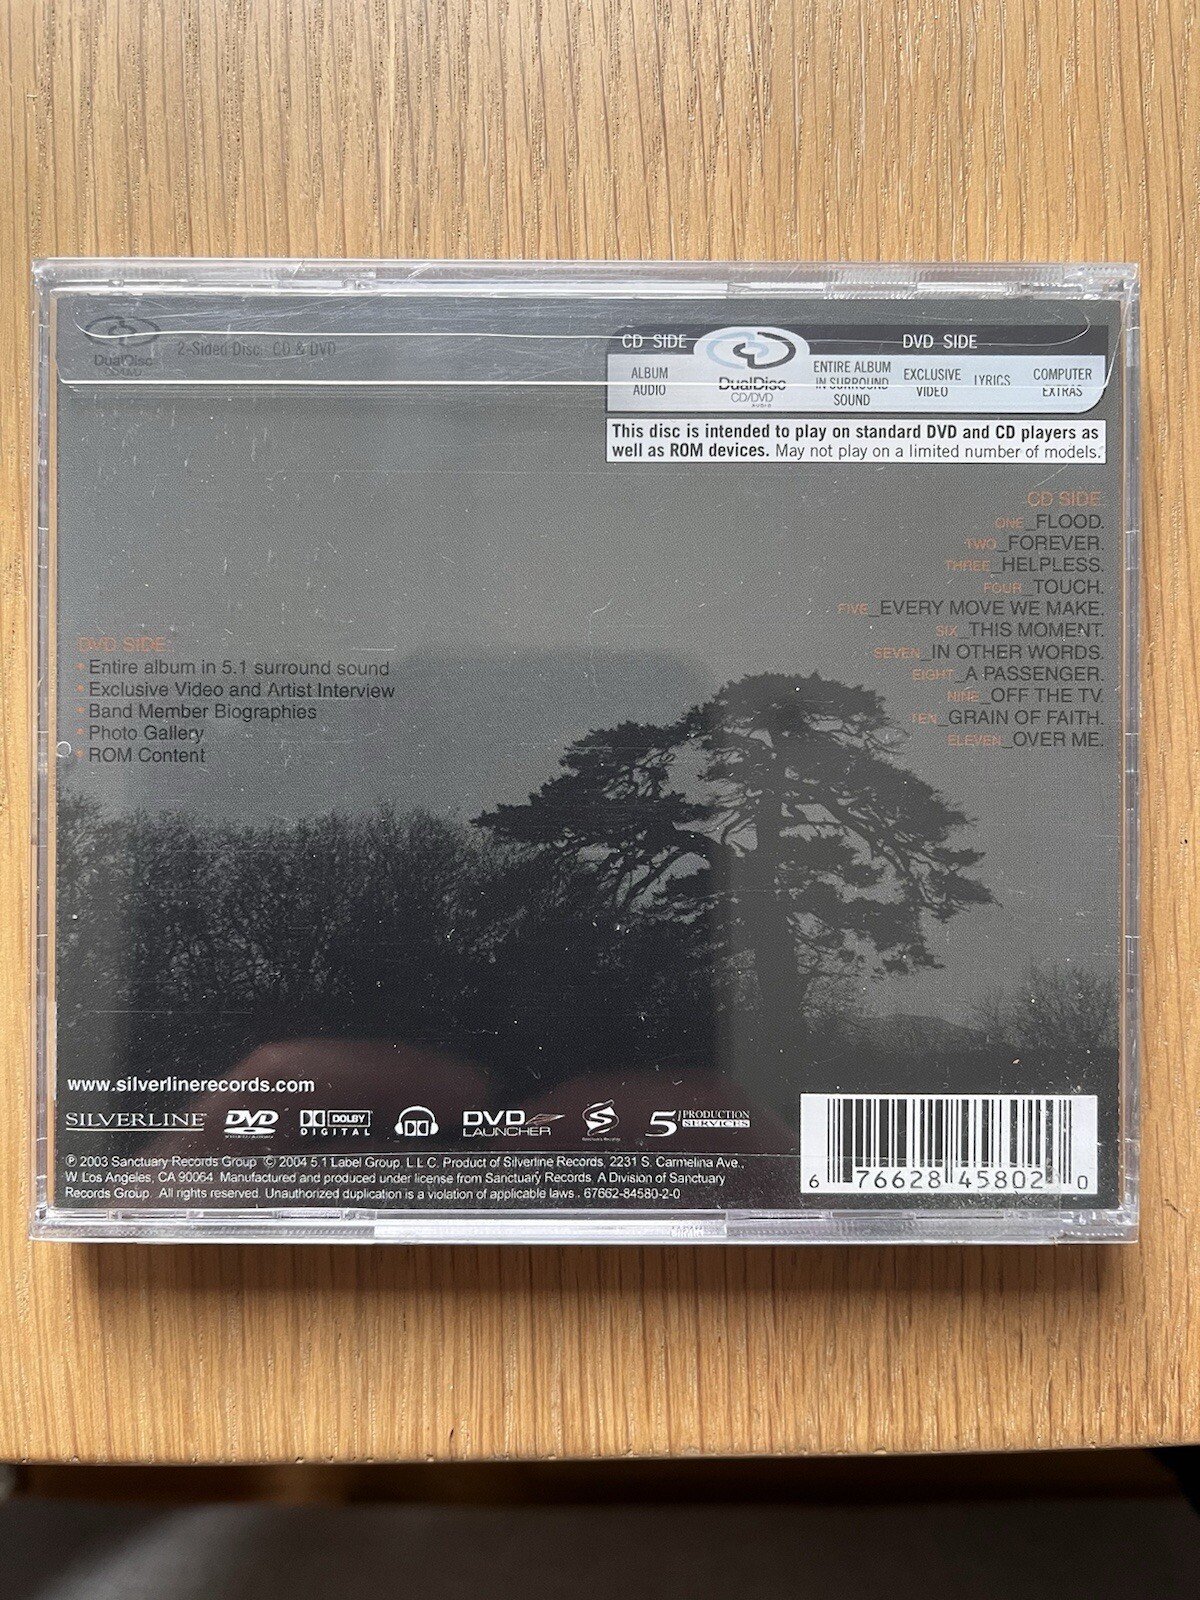 DualDisc
2-Sided Disc: CD & DVD
CD SIDE
DVD SIDE
ALBUM
AUDIO
DualDisc
CD/DVD
AUDIO
ENTIRE ALBUM
IN SURROUND
SOUND
EXCLUSIVE
VIDEO
LYRICS
COMPUTER
EXTRAS
This disc is intended to play on standard DVD and CD players as
well as ROM devices. May not play on a limited number of models.
CD SIDE:
ONE_FLOOD.
TWO_FOREVER.
THREE_HELPLESS.
FOUR_TOUCH.
FIVE_EVERY MOVE WE MAKE.
SIX_THIS MOMENT.
SEVEN_IN OTHER WORDS.
EIGHT_A PASSENGER.
NINE_OFF THE TV.
TEN_GRAIN OF FAITH.
ELEVEN_OVER ME.
DVD SIDE:
• Entire album in 5.1 surround sound
• Exclusive Video and Artist Interview
• Band Member Biographies
• Photo Gallery
• ROM Content
www.silverlinerecords.com
SILVERLINE
DVD
DOLBY
DIGITAL
DVD
LAUNCHER
Sanctuary Records
5.1 PRODUCTION
SERVICES
℗ 2003 Sanctuary Records Group © 2004 5.1 Label Group, L.L.C. Product of Silverline Records, 2231 S. Carmelina Ave.,
W. Los Angeles, CA 90064. Manufactured and produced under license from Sanctuary Records. A Division of Sanctuary
Records Group. All rights reserved. Unauthorized duplication is a violation of applicable laws. 67662-84580-2-0
6 76628 45802 0